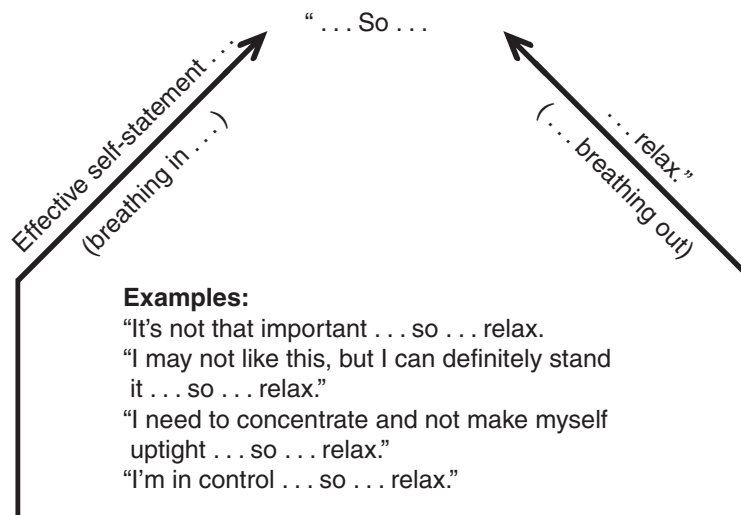 “ . . . So . . .
Effective self-statement . . .
(breathing in . . . )
. . . relax.”
( . . . breathing out)
Examples:
“It’s not that important . . . so . . . relax.
“I may not like this, but I can definitely stand
it . . . so . . . relax.”
“I need to concentrate and not make myself
uptight . . . so . . . relax.”
“I’m in control . . . so . . . relax.”